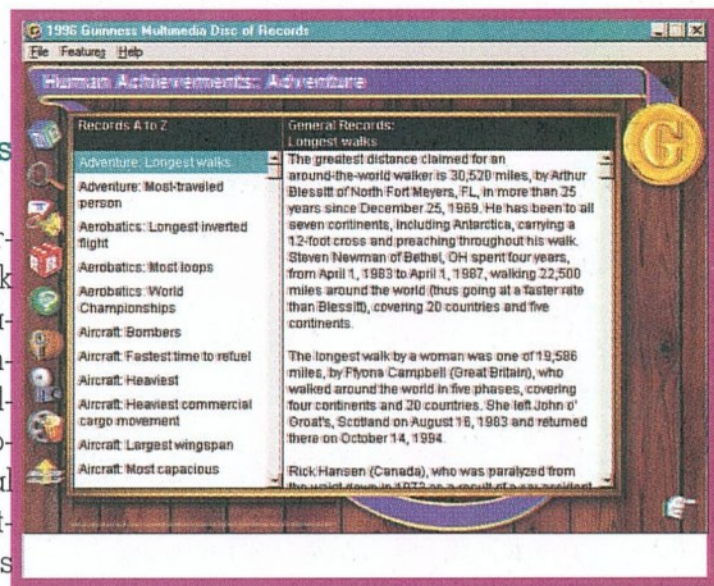 1996 Guinness Multimedia Disc of Records
File Features Help
Human Achievements: Adventure
Records A to Z
Adventure: Longest walks
Adventure: Most-traveled
person
Aerobatics: Longest inverted
flight
Aerobatics: Most loops
Aerobatics: World
Championships
Aircraft: Bombers
Aircraft: Fastest time to refuel
Aircraft: Heaviest
Aircraft: Heaviest commercial
cargo movement
Aircraft: Largest wingspan
Aircraft: Most capacious
General Records:
Longest walks
The greatest distance claimed for an
around-the-world walker is 30,520 miles, by Arthur
Blessitt of North Fort Meyers, FL, in more than 25
years since December 25, 1969. He has been to all
seven continents, including Antarctica, carrying a
12-foot cross and preaching throughout his walk.
Steven Newman of Bethel, OH spent four years,
from April 1, 1983 to April 1, 1987, walking 22,500
miles around the world (thus going at a faster rate
than Blessitt), covering 20 countries and five
continents.
The longest walk by a woman was one of 19,586
miles, by Ffyona Campbell (Great Britain), who
walked around the world in five phases, covering
four continents and 20 countries. She left John o'
Groat's, Scotland on August 16, 1983 and returned
there on October 14, 1994.
Rick Hansen (Canada), who was paralyzed from
the waist down in 1973 as a result of a car accident
G